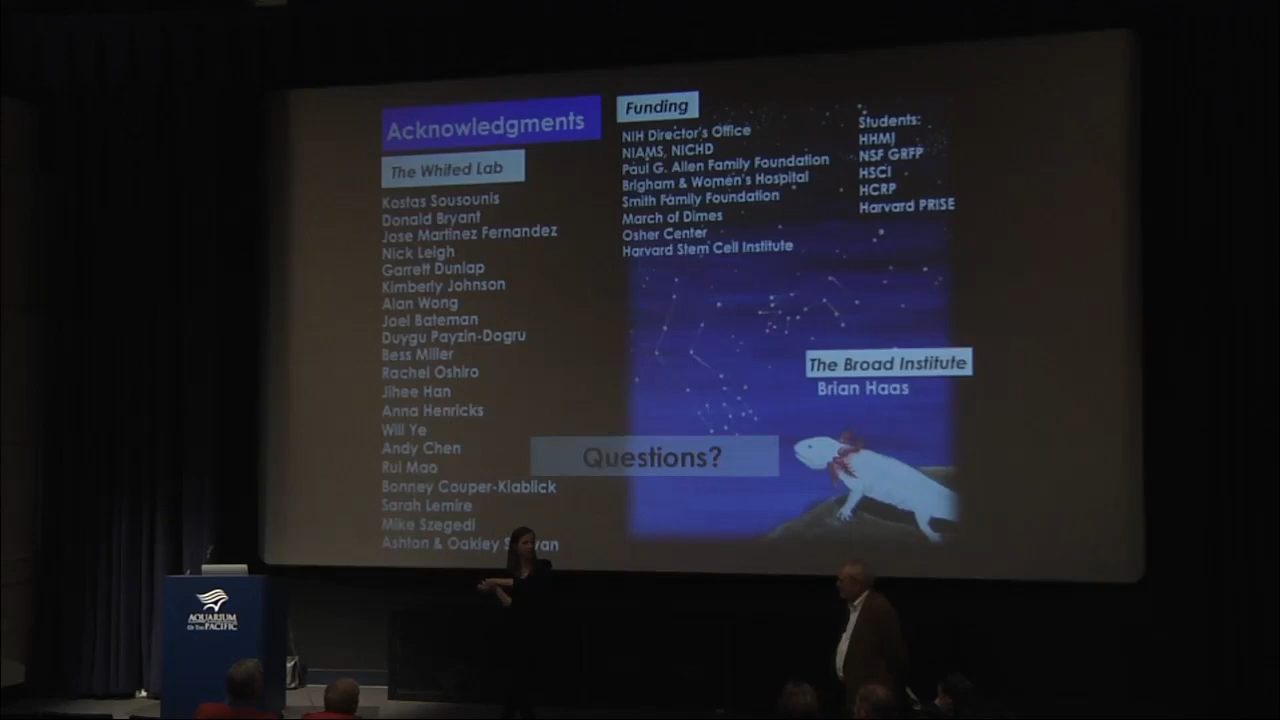 Acknowledgments
The Whited Lab
Kostas Sousounis
Donald Bryant
Jose Martinez Fernandez
Nick Leigh
Garrett Dunlap
Kimberly Johnson
Alan Wong
Joel Bateman
Duygu Payzin-Dogru
Bess Miller
Rachel Oshiro
Jihee Han
Anna Henricks
Will Ye
Andy Chen
Rui Mao
Bonney Couper-Kiablick
Sarah Lemire
Mike Szegedi
Ashton & Oakley
Funding
NIH Director's Office
NIAMS, NICHD
Paul G. Allen Family Foundation
Brigham & Women's Hospital
Smith Family Foundation
March of Dimes
Osher Center
Harvard Stem Cell Institute
Students:
HHMI
NSF GRFP
HSCI
HCRP
Harvard PRISE
The Broad Institute
Brian Haas
Questions?
AQUARIUM
OF THE PACIFIC